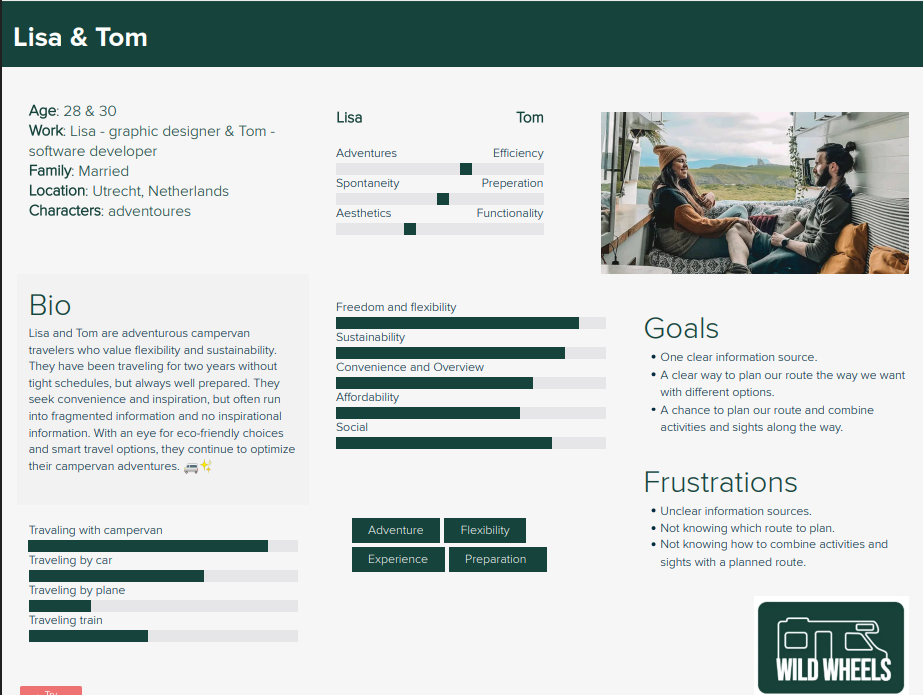 Lisa & Tom
Age: 28 & 30
Work: Lisa - graphic designer & Tom -
software developer
Family: Married
Location: Utrecht, Netherlands
Characters: adventoures
Lisa Tom
Adventures Efficiency
Spontaneity Preperation
Aesthetics Functionality
Bio
Lisa and Tom are adventurous campervan
travelers who value flexibility and sustainability.
They have been traveling for two years without
tight schedules, but always well prepared. They
seek convenience and inspiration, but often run
into fragmented information and no inspirational
information. With an eye for eco-friendly choices
and smart travel options, they continue to optimize
their campervan adventures. 🚐✨
Traveling with campervan
Traveling by car
Traveling by plane
Traveling train
Freedom and flexibility
Sustainability
Convenience and Overview
Affordability
Social
Adventure Flexibility
Experience Preparation
Goals
• One clear information source.
• A clear way to plan our route the way we want
with different options.
• A chance to plan our route and combine
activities and sights along the way.
Frustrations
• Unclear information sources.
• Not knowing which route to plan.
• Not knowing how to combine activities and
sights with a planned route.
WILD WHEELS